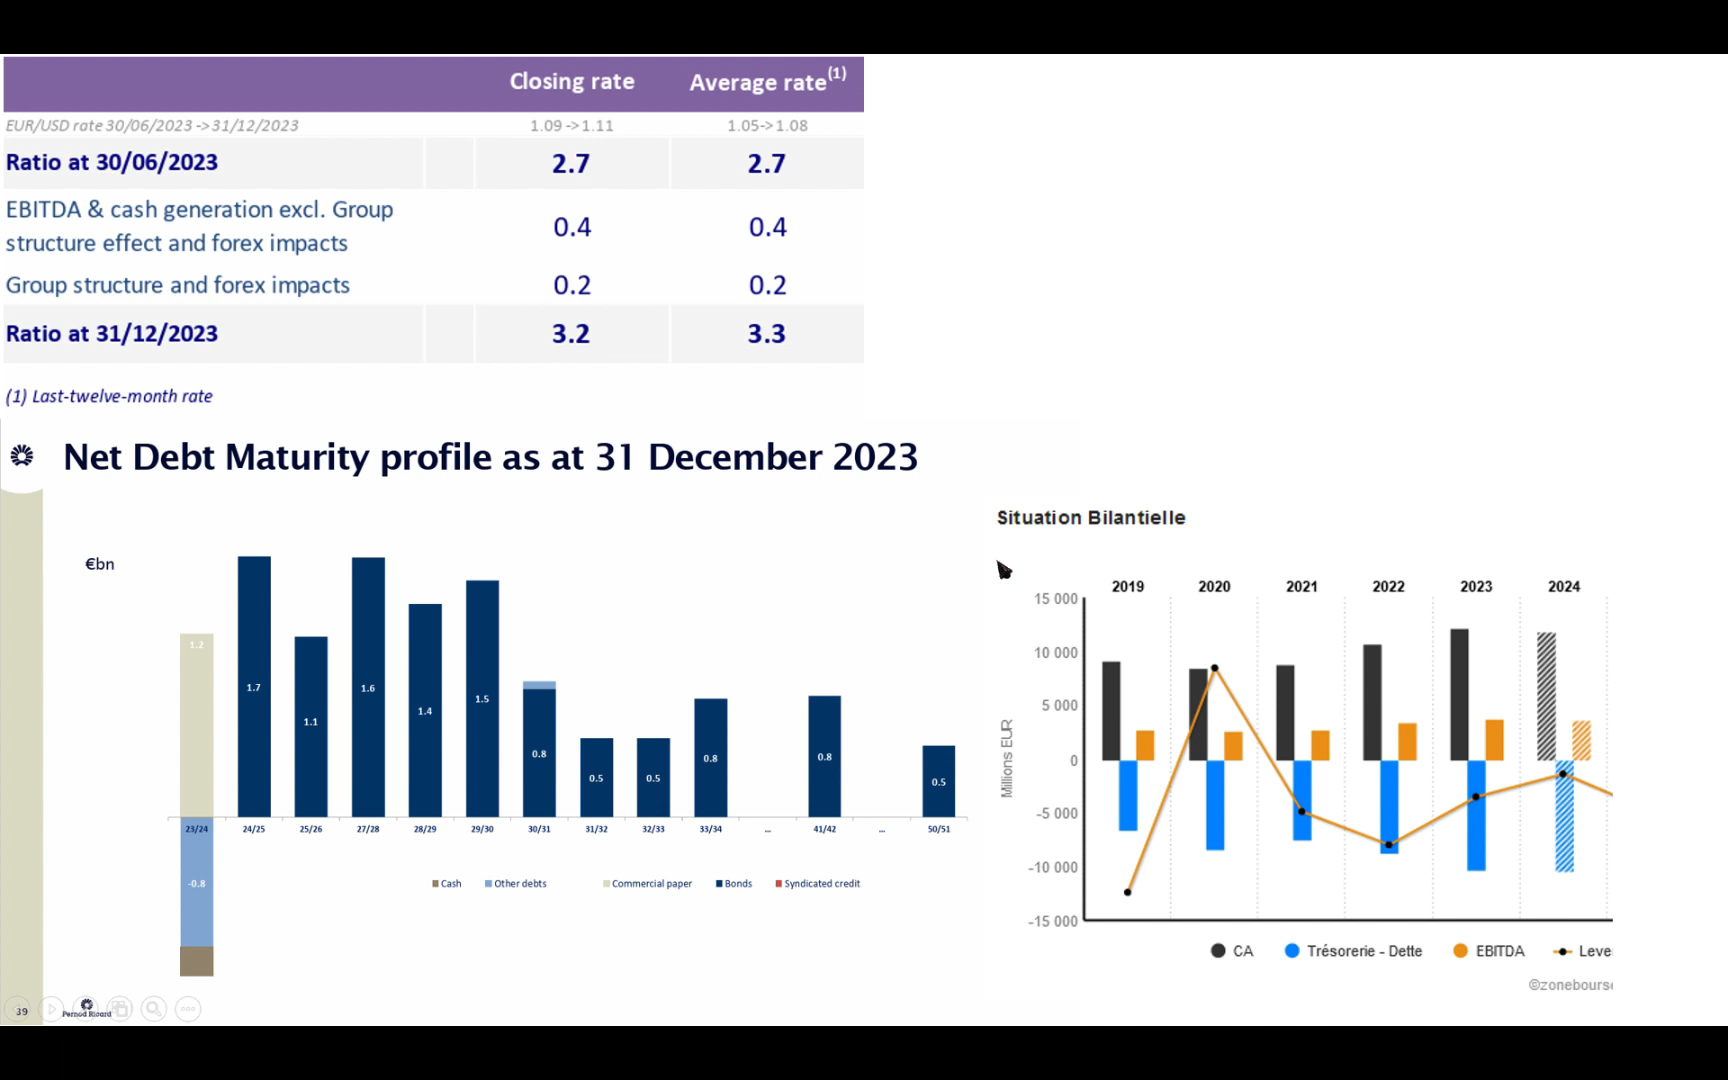 Closing rate Average rate(1)
EUR/USD rate 30/06/2023 ->31/12/2023 1.09 ->1.11 1.05->1.08
Ratio at 30/06/2023 2.7 2.7
EBITDA & cash generation excl. Group
structure effect and forex impacts 0.4 0.4
Group structure and forex impacts 0.2 0.2
Ratio at 31/12/2023 3.2 3.3
(1) Last-twelve-month rate
Net Debt Maturity profile as at 31 December 2023
€bn
1.2
1.7
1.1
1.6
1.4
1.5
0.8
0.5
0.5
0.8
0.8
0.5
23/24 24/25 25/26 27/28 28/29 29/30 30/31 31/32 32/33 33/34 ... 41/42 ... 50/51
-0.8
Cash Other debts Commercial paper Bonds Syndicated credit
39
Pernod Ricard
Situation Bilantielle
2019 2020 2021 2022 2023 2024
15 000
10 000
5 000
0
-5 000
-10 000
-15 000
Millions EUR
CA Trésorerie - Dette EBITDA Leve
©zonebourse